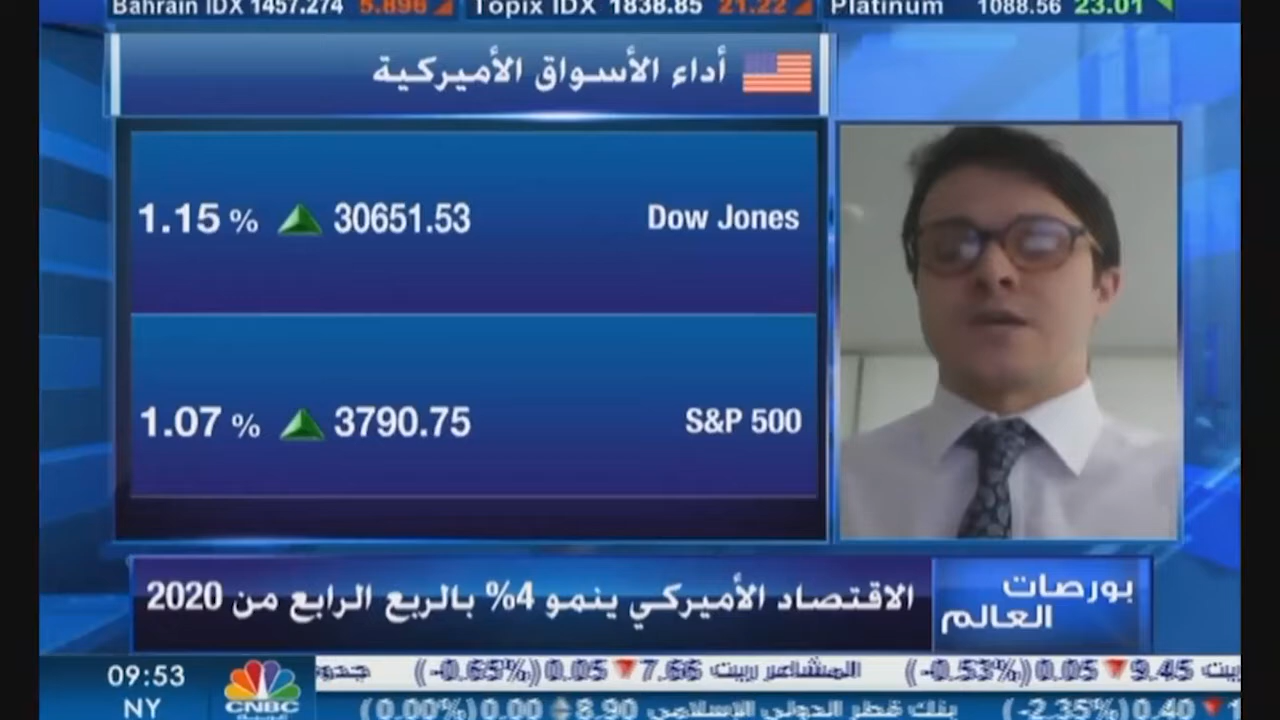 Bahrain IDX 1457.274 5.896 Topix IDX 1838.85 21.22 Platinum 1088.56 23.01
أداء الأسواق الأميركية
Dow Jones 30651.53 1.15 %
S&P 500 3790.75 1.07 %
بورصات
العالم
الاقتصاد الأميركي ينمو 4% بالربع الرابع من 2020
09:53
NY
CNBC
عربية
9.45 0.05 (-0.53%) المشاعر ريت 7.66 0.05 (-0.65%)
0.40 (-2.35%) بنك قطر الدولي الإسلامي 8.90 0.00 (0.00%)